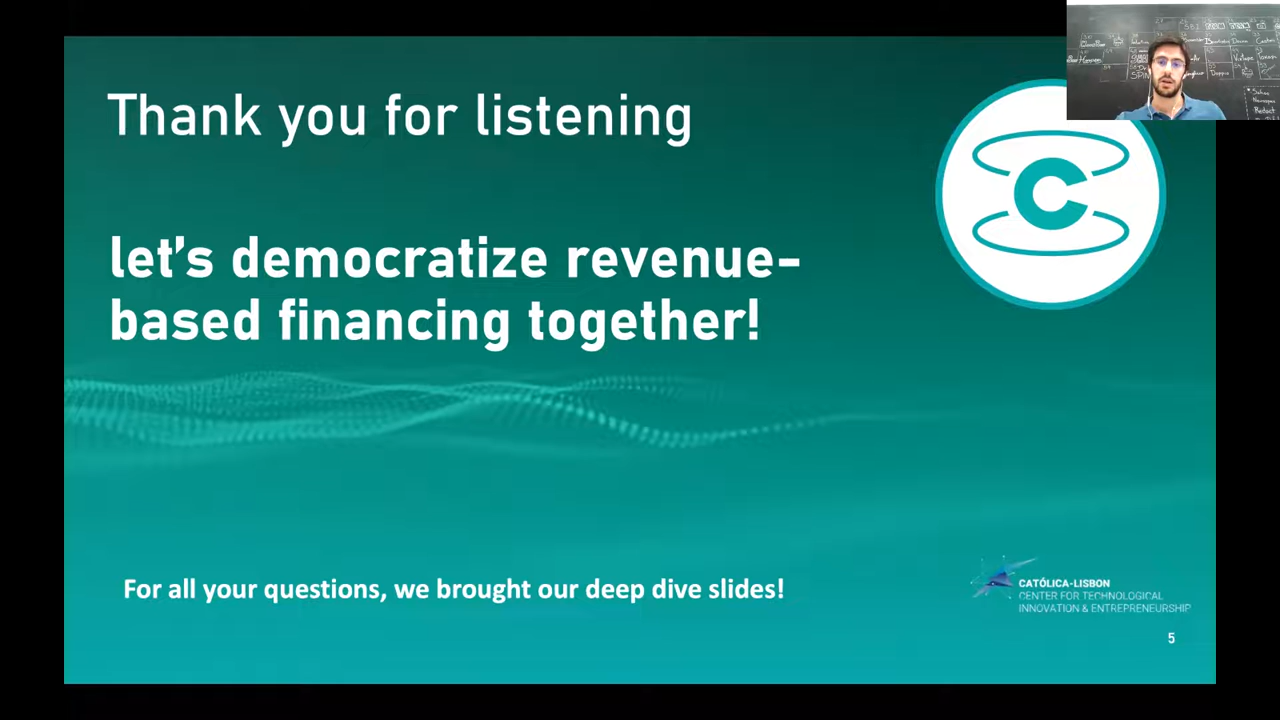 Thank you for listening
let's democratize revenue-
based financing together!
For all your questions, we brought our deep dive slides!
CATÓLICA-LISBON
CENTER FOR TECHNOLOGICAL
INNOVATION & ENTREPRENEURSHIP
5